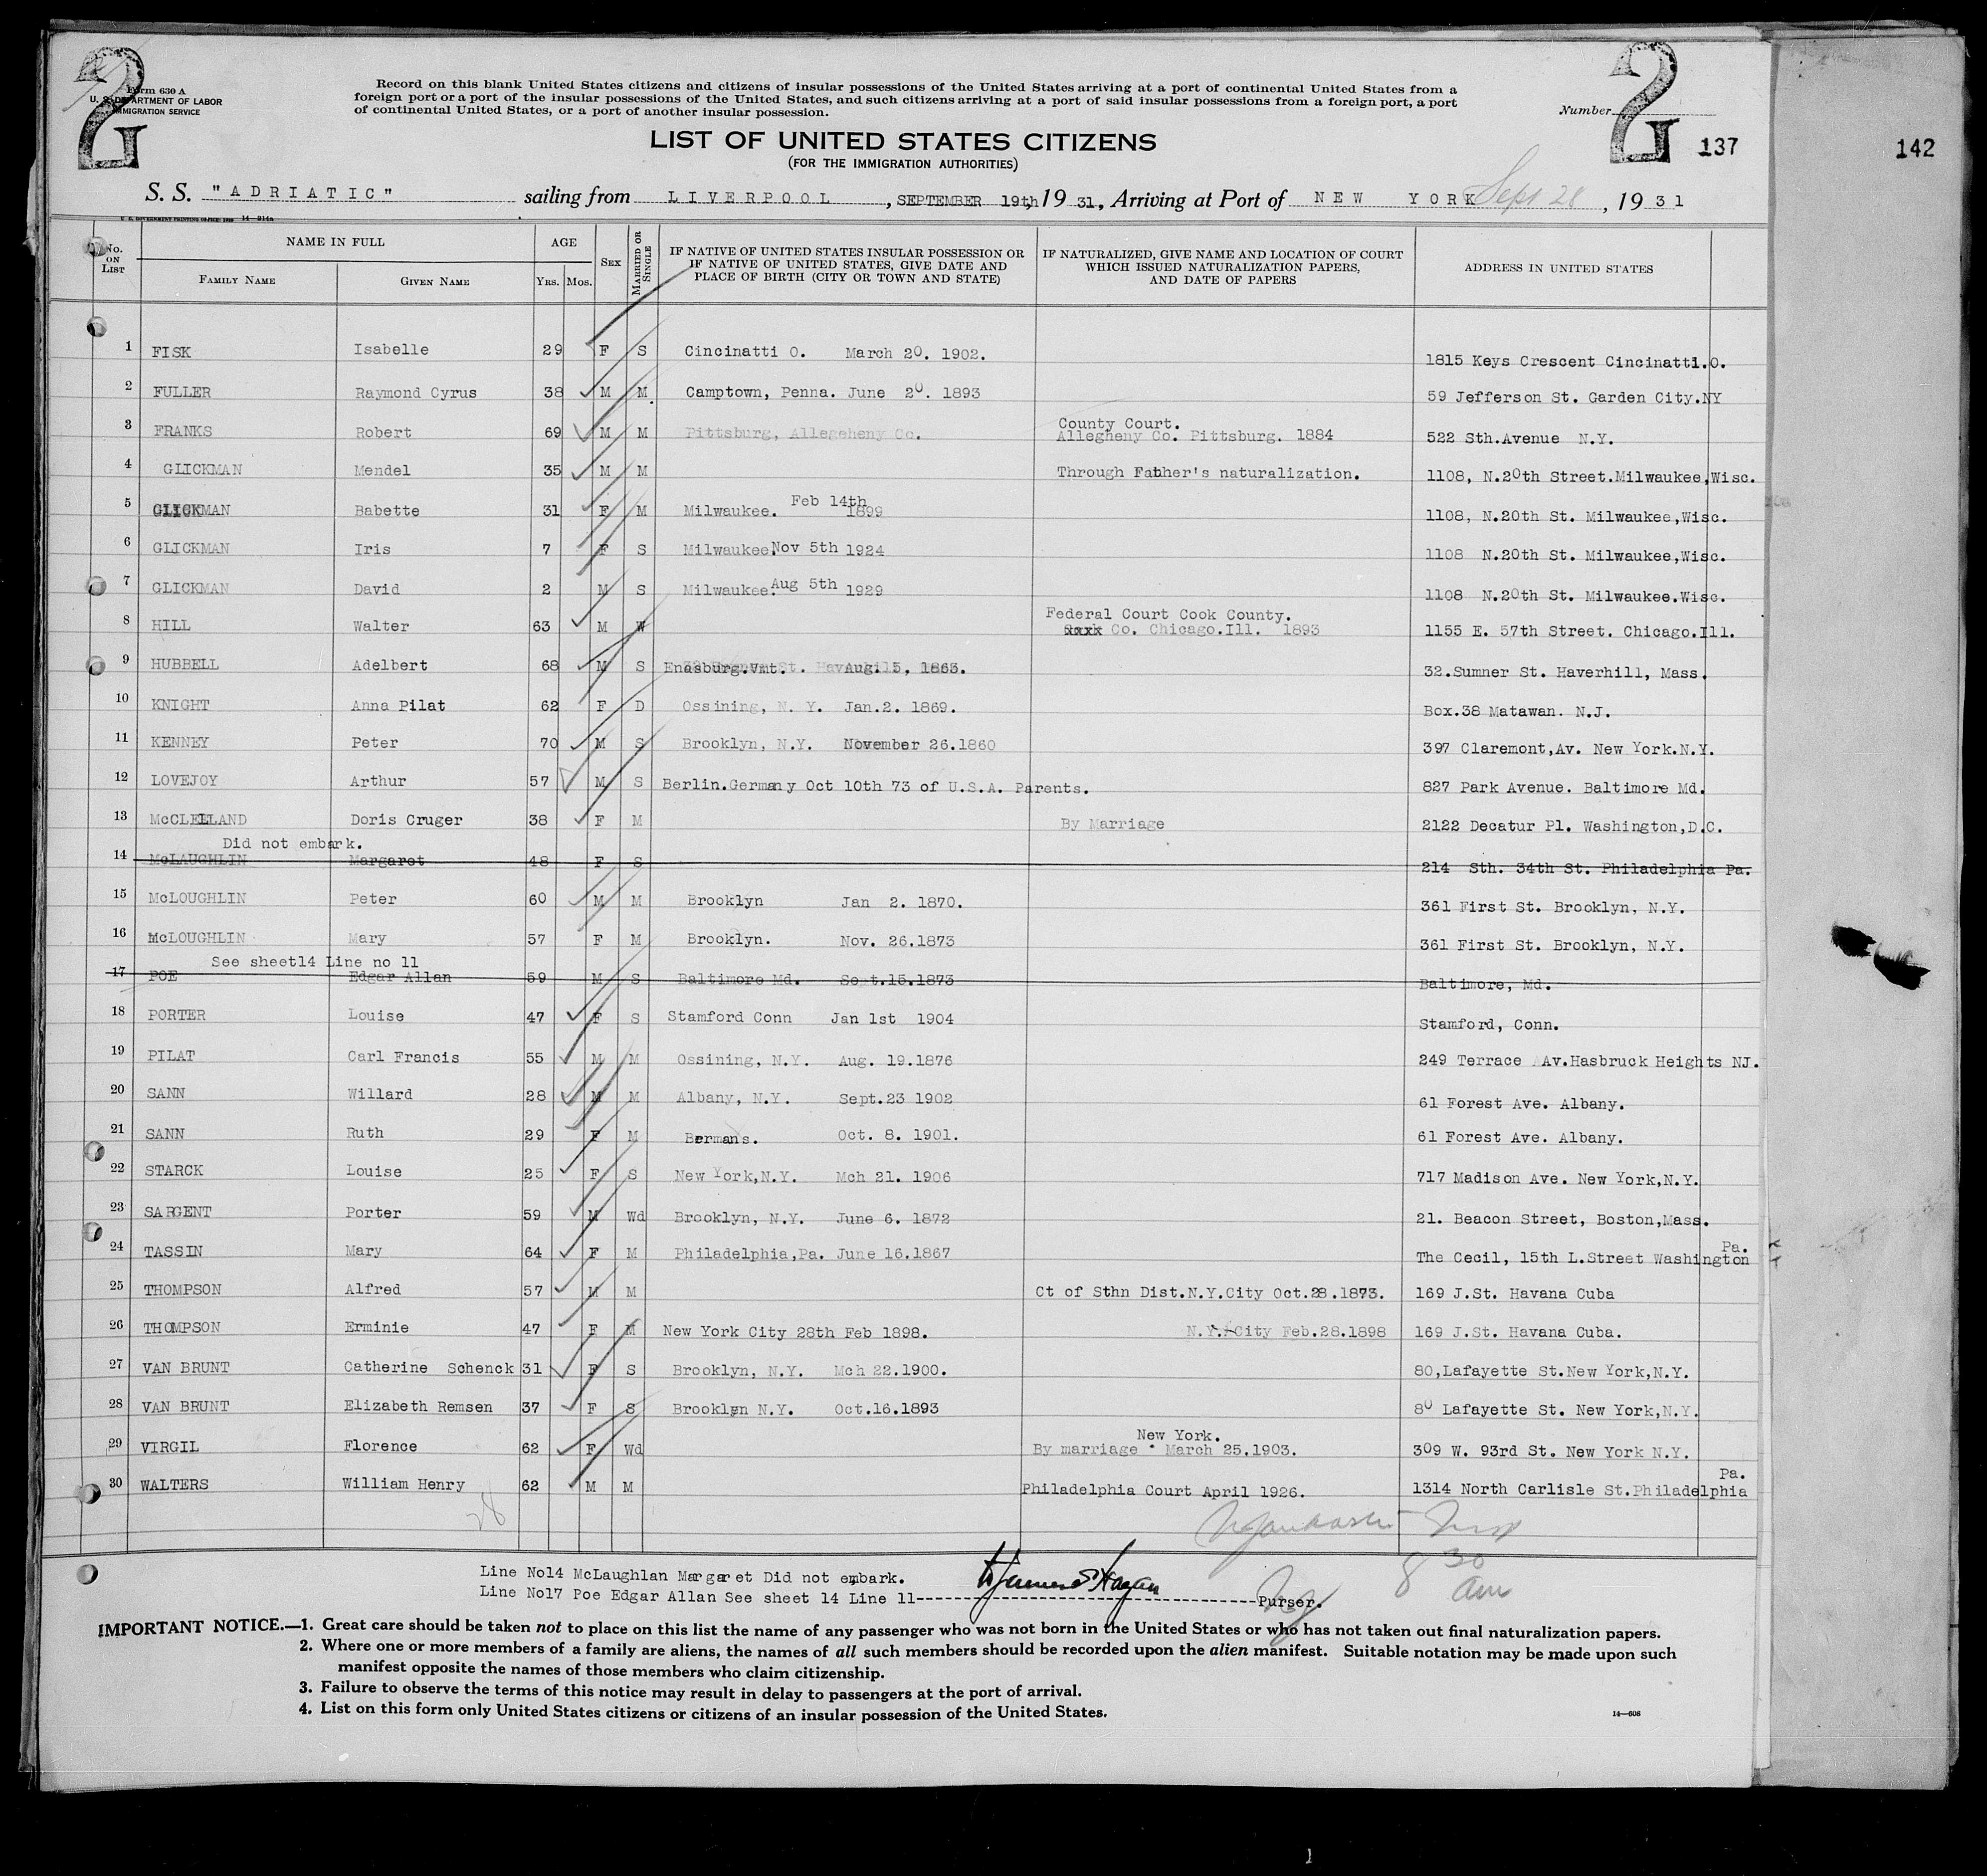 2
2
Form 630 A
U. S. DEPARTMENT OF LABOR
IMMIGRATION SERVICE
Record on this blank United States citizens and citizens of insular possessions of the United States arriving at a port of continental United States from a
foreign port or a port of the insular possessions of the United States, and such citizens arriving at a port of said insular possessions from a foreign port, a port
of continental United States, or a port of another insular possession.
Number
137
142
LIST OF UNITED STATES CITIZENS
(FOR THE IMMIGRATION AUTHORITIES)
S. S. "ADRIATIC" sailing from LIVERPOOL, SEPTEMBER 19th, 1931, Arriving at Port of NEW YORK Sept 28, 1931
U. S. GOVERNMENT PRINTING OFFICE: 14—214a
No. ON LIST NAME IN FULL AGE SEX MARRIED OR SINGLE IF NATIVE OF UNITED STATES INSULAR POSSESSION OR IF NATIVE OF UNITED STATES, GIVE DATE AND PLACE OF BIRTH (CITY OR TOWN AND STATE) IF NATURALIZED, GIVE NAME AND LOCATION OF COURT WHICH ISSUED NATURALIZATION PAPERS, AND DATE OF PAPERS ADDRESS IN UNITED STATES
FAMILY NAME GIVEN NAME YRS. MOS.
1 FISK Isabelle 29 F S Cincinatti O. March 20. 1902. 1815 Keys Crescent Cincinatti.O.
2 FULLER Raymond Cyrus 38 M M. Camptown, Penna. June 20. 1893 59 Jefferson St. Garden City.NY
County Court.
3 FRANKS Robert 69 M M Pittsburg, Allegeheny Co. Allegheny Co. Pittsburg. 1884 522 5th.Avenue N.Y.
4 GLICKMAN Mendel 35 M M Through Father's naturalization. 1108, N.20th Street.Milwaukee,Wisc.
5 GLICKMAN Babette 31 F M Milwaukee. Feb 14th 1899 1108, N.20th St. Milwaukee,Wisc.
6 GLICKMAN Iris 7 F S Milwaukee. Nov 5th 1924 1108 N.20th St. Milwaukee,Wisc.
7 GLICKMAN David 2 M S Milwaukee. Aug 5th 1929 1108 N.20th St. Milwaukee.Wisc.
Federal Court Cook County.
8 HILL Walter 63 M W Co. Chicago.Ill. 1893 1155 E. 57th Street. Chicago.Ill.
9 HUBBELL Adelbert 68 M S Enosburg.Vmt. Aug. 5, 1863. 32.Sumner St. Haverhill, Mass.
10 KNIGHT Anna Pilat 62 F D Ossining, N. Y. Jan.2. 1869. Box.38 Matawan. N.J.
11 KENNEY Peter 70 M S Brooklyn, N.Y. November 26.1860 397 Claremont,Av. New York.N.Y.
12 LOVEJOY Arthur 57 M S Berlin.Germany Oct 10th 73 of U.S.A. Parents. 827 Park Avenue. Baltimore Md.
13 McCLELLAND Doris Cruger 38 F M By Marriage 2122 Decatur Pl. Washington,D.C.
Did not embark.
14 McLAUGHLIN Margaret 48 F S 214 Sth. 34th St. Philadelphia Pa.
15 McLOUGHLIN Peter 60 M M Brooklyn Jan 2. 1870. 361 First St. Brooklyn, N.Y.
16 McLOUGHLIN Mary 57 F M Brooklyn. Nov. 26.1873 361 First St. Brooklyn, N.Y.
See sheet14 Line no 11
17 POE Edgar Allan 59 M S Baltimore Md. Sept.15.1873 Baltimore, Md.
18 PORTER Louise 47 F S Stamford Conn Jan 1st 1904 Stamford, Conn.
19 PILAT Carl Francis 55 M M Ossining, N.Y. Aug. 19.1876 249 Terrace Av.Hasbruck Heights NJ.
20 SANN Willard 28 M M Albany, N.Y. Sept.23 1902 61 Forest Ave. Albany.
21 SANN Ruth 29 F M Bermans. Oct. 8. 1901. 61 Forest Ave. Albany.
22 STARCK Louise 25 F S New York,N.Y. Mch 21. 1906 717 Madison Ave. New York,N.Y.
23 SARGENT Porter 59 M Wd Brooklyn, N.Y. June 6. 1872 21. Beacon Street, Boston,Mass.
24 TASSIN Mary 64 F M Philadelphia,Pa. June 16.1867 The Cecil, 15th L.Street Washington Pa.
25 THOMPSON Alfred 57 M M Ct of Sthn Dist.N.Y.City Oct.28.1873. 169 J.St. Havana Cuba
26 THOMPSON Erminie 47 F M New York City 28th Feb 1898. N.Y. City Feb.28.1898 169 J.St. Havana Cuba.
27 VAN BRUNT Catherine Schenck 31 F S Brooklyn, N.Y. Mch 22.1900. 80,Lafayette St.New York,N.Y.
28 VAN BRUNT Elizabeth Remsen 37 F S Brooklyn N.Y. Oct.16.1893 80 Lafayette St. New York,N.Y.
New York.
29 VIRGIL Florence 62 F Wd By marriage March 25.1903. 309 W. 93rd St. New York N.Y.
30 WALTERS William Henry 62 M M Philadelphia Court April 1926. 1314 North Carlisle St.Philadelphia Pa.
28
8 30 am
Line No14 McLaughlan Margaret Did not embark.
Line No17 Poe Edgar Allan See sheet 14 Line 11 Purser.
IMPORTANT NOTICE.—1. Great care should be taken not to place on this list the name of any passenger who was not born in the United States or who has not taken out final naturalization papers.
2. Where one or more members of a family are aliens, the names of all such members should be recorded upon the alien manifest. Suitable notation may be made upon such
manifest opposite the names of those members who claim citizenship.
3. Failure to observe the terms of this notice may result in delay to passengers at the port of arrival.
4. List on this form only United States citizens or citizens of an insular possession of the United States.
14—608